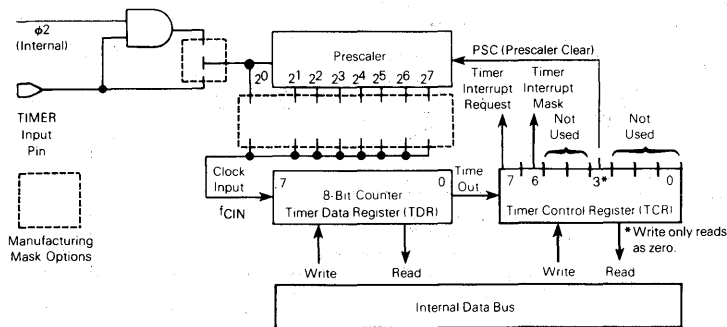 φ2
(Internal)
TIMER
Input
Pin
Manufacturing
Mask Options
Prescaler
2⁰ 2¹ 2² 2³ 2⁴ 2⁵ 2⁶ 2⁷
PSC (Prescaler Clear)
Timer
Interrupt
Request
Timer
Interrupt
Mask
Not
Used
Not
Used
Clock
Input
fCIN
7 0
8-Bit Counter
Timer Data Register (TDR)
Time
Out
7 6 3* 0
Timer Control Register (TCR)
* Write only reads
as zero.
Write
Read
Write
Read
Internal Data Bus